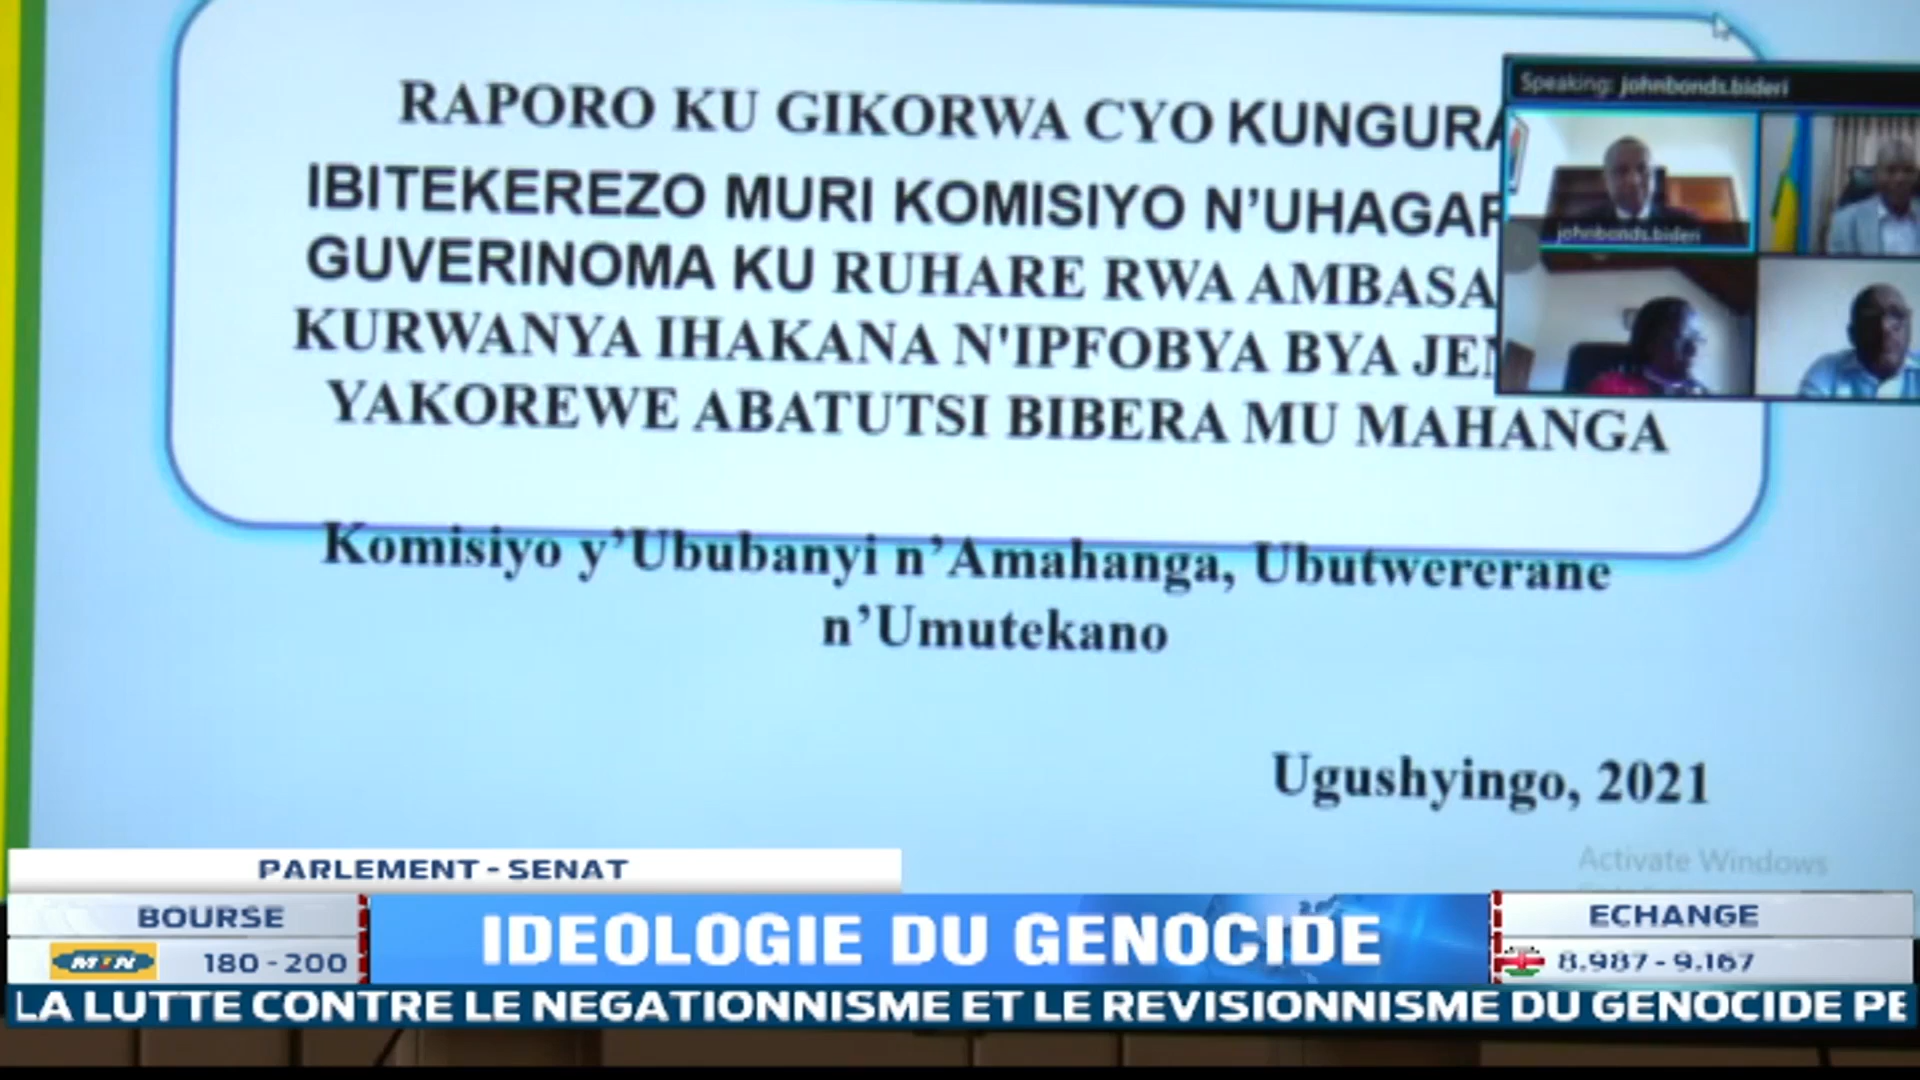 RAPORO KU GIKORWA CYO KUNGURA
IBITEKEREZO MURI KOMISIYO N’UHAGAR
GUVERINOMA KU RUHARE RWA AMBASA
KURWANYA IHAKANA N'IPFOBYA BYA JEN
YAKOREWE ABATUTSI BIBERA MU MAHANGA
Komisiyo y’Ububanyi n’Amahanga, Ubutwererane
n’Umutekano
Ugushyingo, 2021
Speaking: johnbonds.bideri
johnbonds.bideri
Activate Windows
PARLEMENT - SENAT
BOURSE
MTN 180 - 200
IDEOLOGIE DU GENOCIDE
ECHANGE
8.987 - 9.167
LA LUTTE CONTRE LE NEGATIONNISME ET LE REVISIONNISME DU GENOCIDE PE